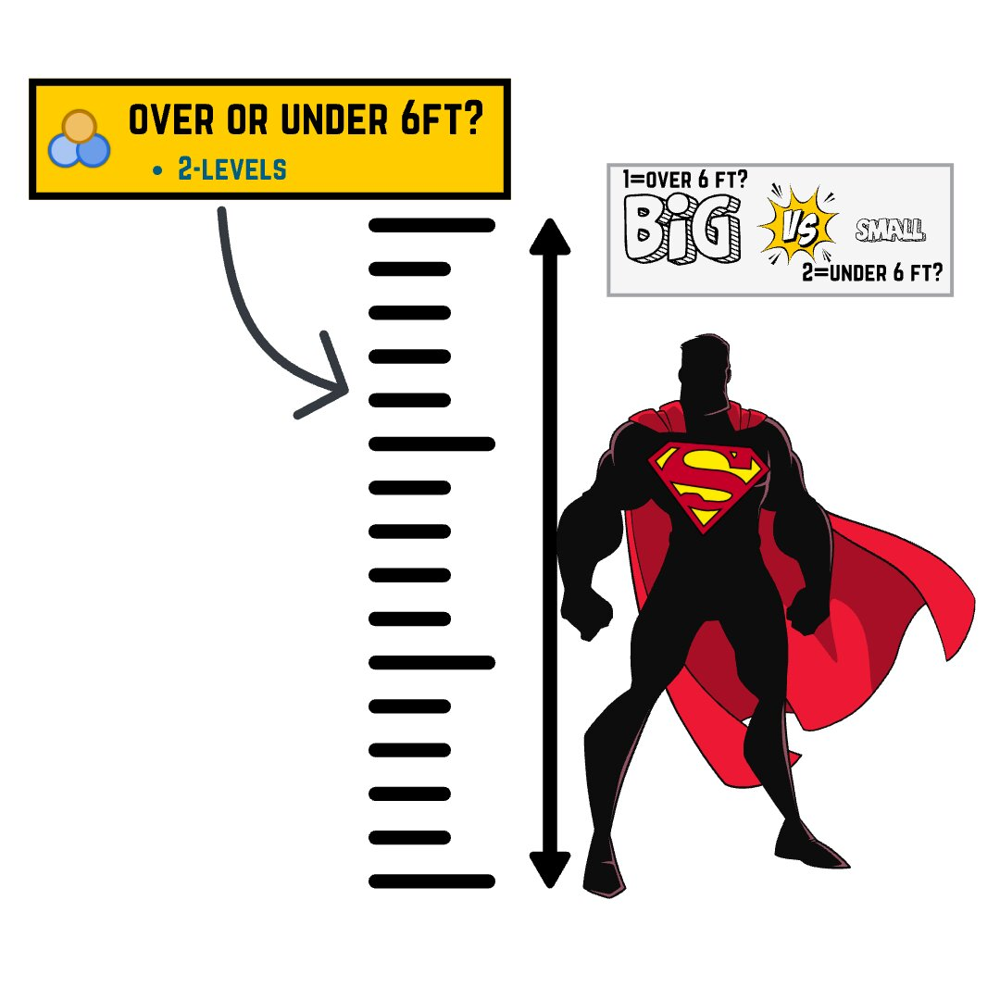 OVER OR UNDER 6FT?
• 2-LEVELS
1=OVER 6 FT?
BiG
VS
SMALL
2=UNDER 6 FT?
S